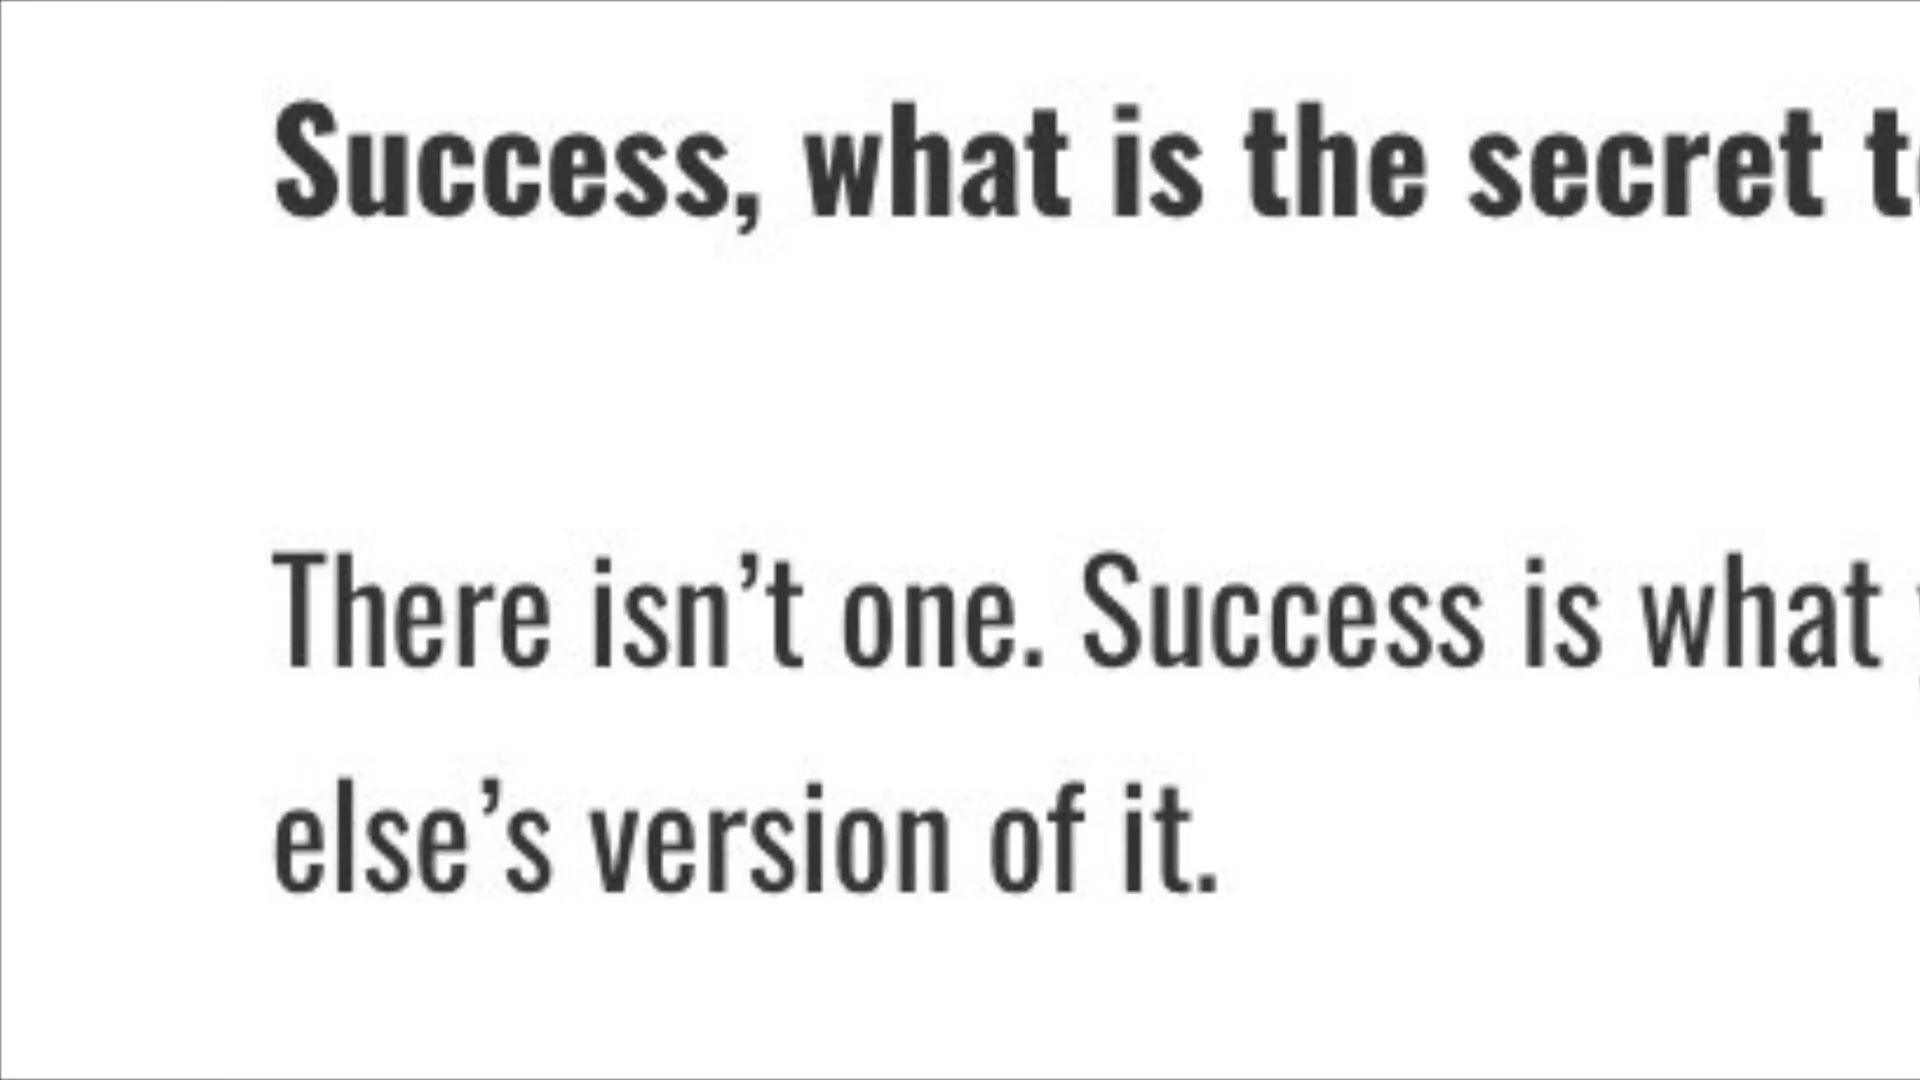 Success, what is the secret
There isn’t one. Success is what
else’s version of it.